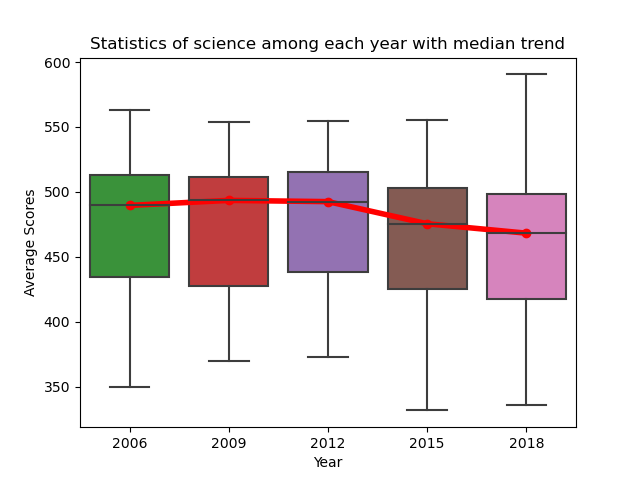 Statistics of science among each year with median trend
600
550
500
450
400
350
Average Scores
2006 2009 2012 2015 2018
Year